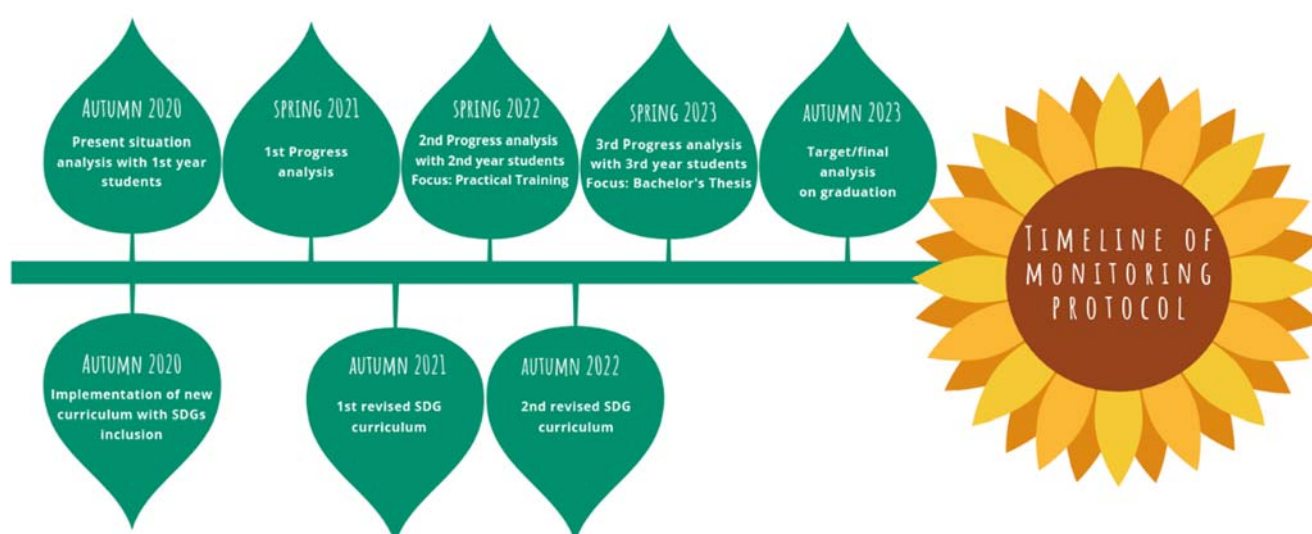 AUTUMN 2020
Present situation
analysis with 1st year
students
SPRING 2021
1st Progress
analysis
SPRING 2022
2nd Progress analysis
with 2nd year students
Focus: Practical Training
SPRING 2023
3rd Progress analysis
with 3rd year students
Focus: Bachelor's Thesis
AUTUMN 2023
Target/final
analysis
on graduation
TIMELINE OF
MONITORING
PROTOCOL
AUTUMN 2020
Implementation of new
curriculum with SDGs
inclusion
AUTUMN 2021
1st revised SDG
curriculum
AUTUMN 2022
2nd revised SDG
curriculum